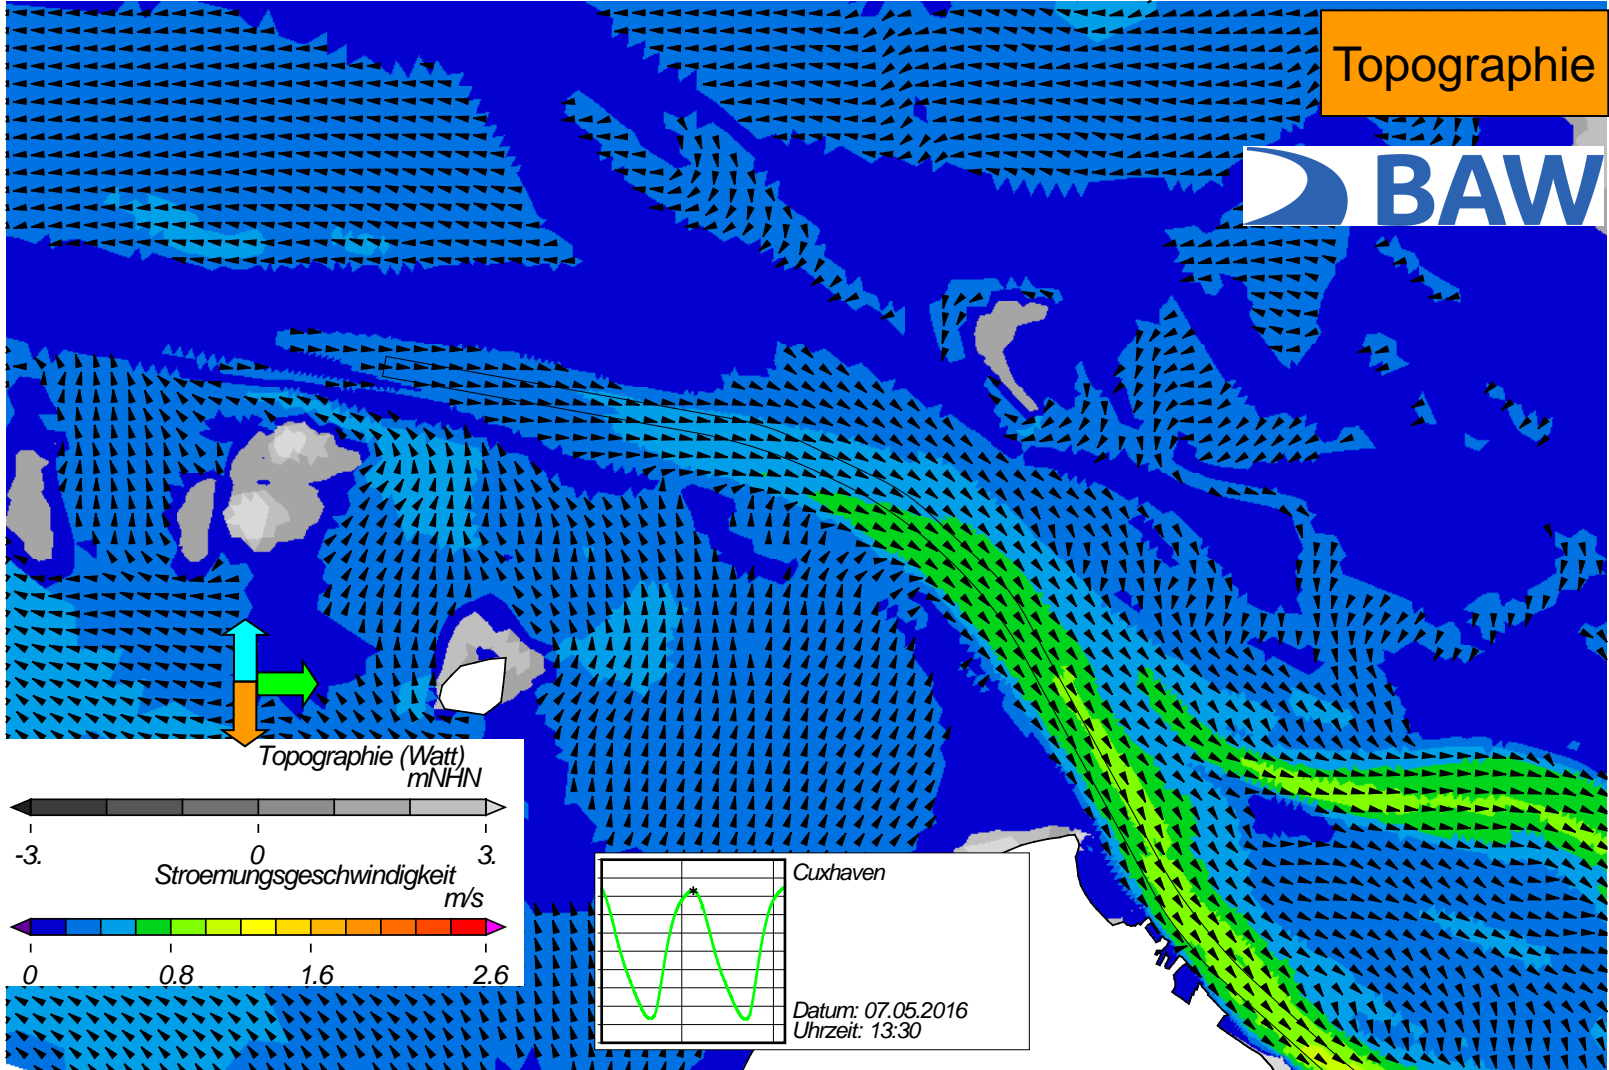 Topographie
BAW
Topographie (Watt)
mNHN
-3. 0 3.
Stroemungsgeschwindigkeit
m/s
0 0.8 1.6 2.6
Cuxhaven
Datum: 07.05.2016
Uhrzeit: 13:30